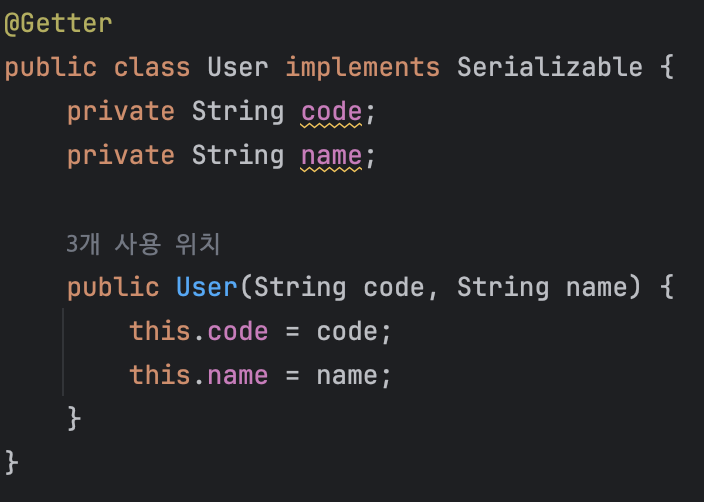 @Getter
public class User implements Serializable {
    private String code;
    private String name;
    3개 사용 위치
    public User(String code, String name) {
        this.code = code;
        this.name = name;
    }
}